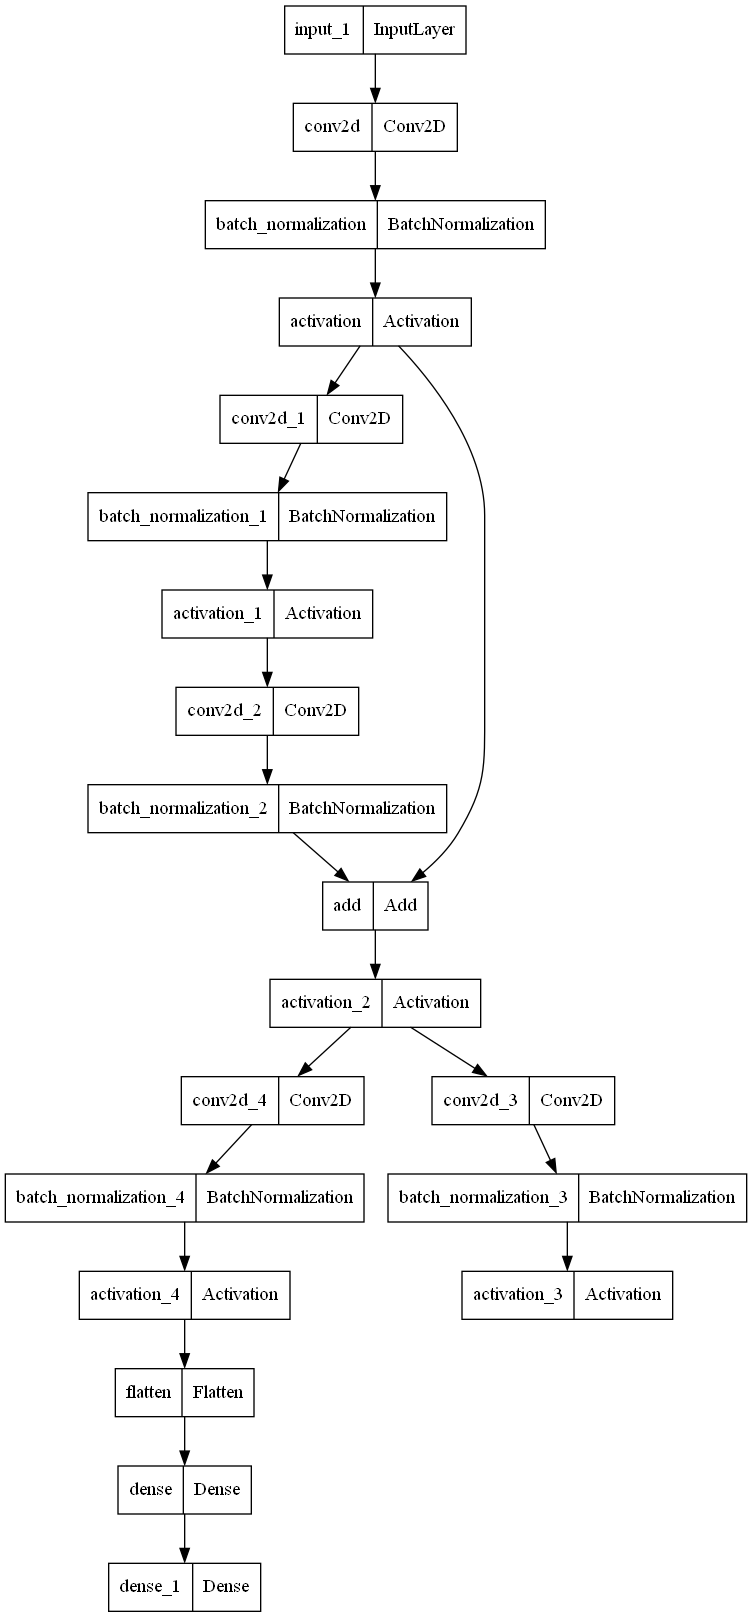 input_1 InputLayer
conv2d Conv2D
batch_normalization BatchNormalization
activation Activation
conv2d_1 Conv2D
batch_normalization_1 BatchNormalization
activation_1 Activation
conv2d_2 Conv2D
batch_normalization_2 BatchNormalization
add Add
activation_2 Activation
conv2d_4 Conv2D conv2d_3 Conv2D
batch_normalization_4 BatchNormalization batch_normalization_3 BatchNormalization
activation_4 Activation activation_3 Activation
flatten Flatten
dense Dense
dense_1 Dense